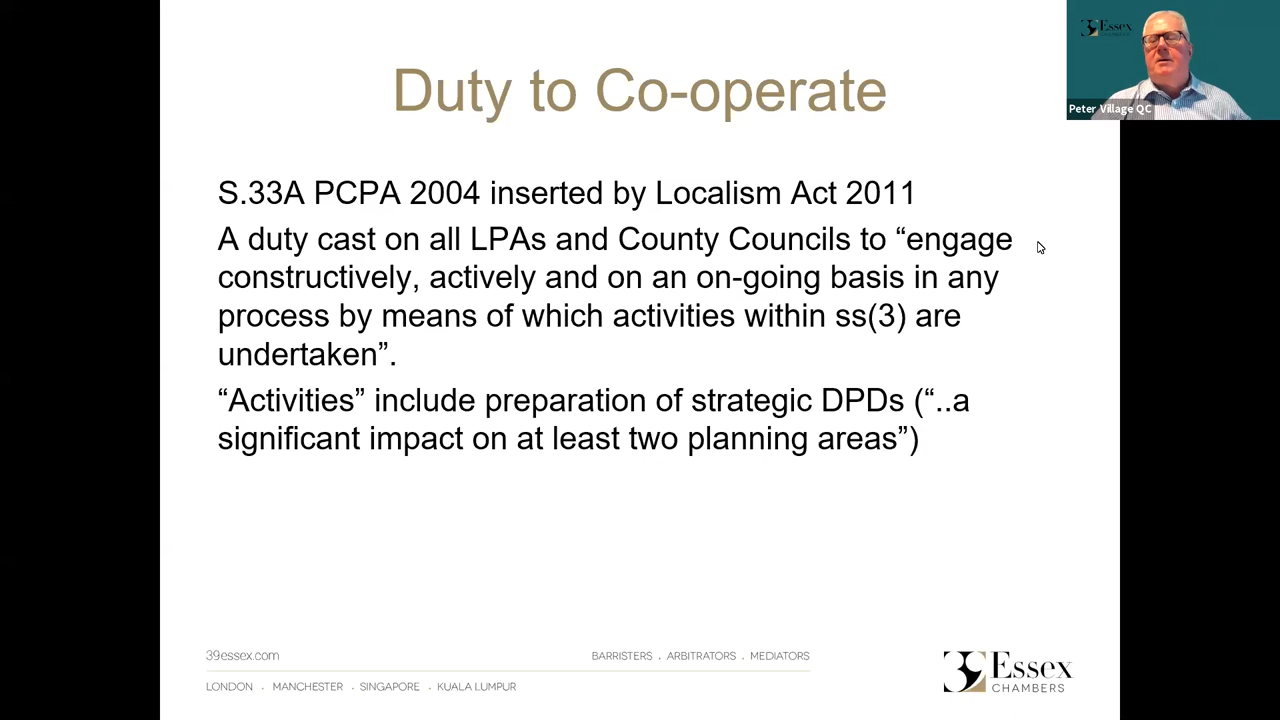 Duty to Co-operate
S.33A PCPA 2004 inserted by Localism Act 2011
A duty cast on all LPAs and County Councils to “engage
constructively, actively and on an on-going basis in any
process by means of which activities within ss(3) are
undertaken”.
“Activities” include preparation of strategic DPDs (“..a
significant impact on at least two planning areas”)
39essex.com
BARRISTERS . ARBITRATORS . MEDIATORS
LONDON . MANCHESTER . SINGAPORE . KUALA LUMPUR
39 Essex
CHAMBERS
39 Essex
CHAMBERS
Peter Village QC